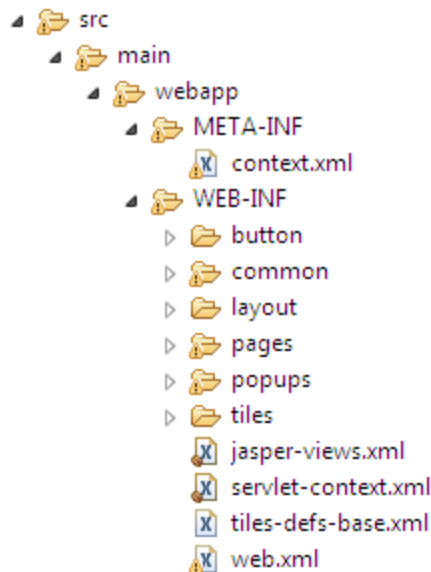 src
main
webapp
META-INF
context.xml
WEB-INF
button
common
layout
pages
popups
tiles
jasper-views.xml
servlet-context.xml
tiles-defs-base.xml
web.xml